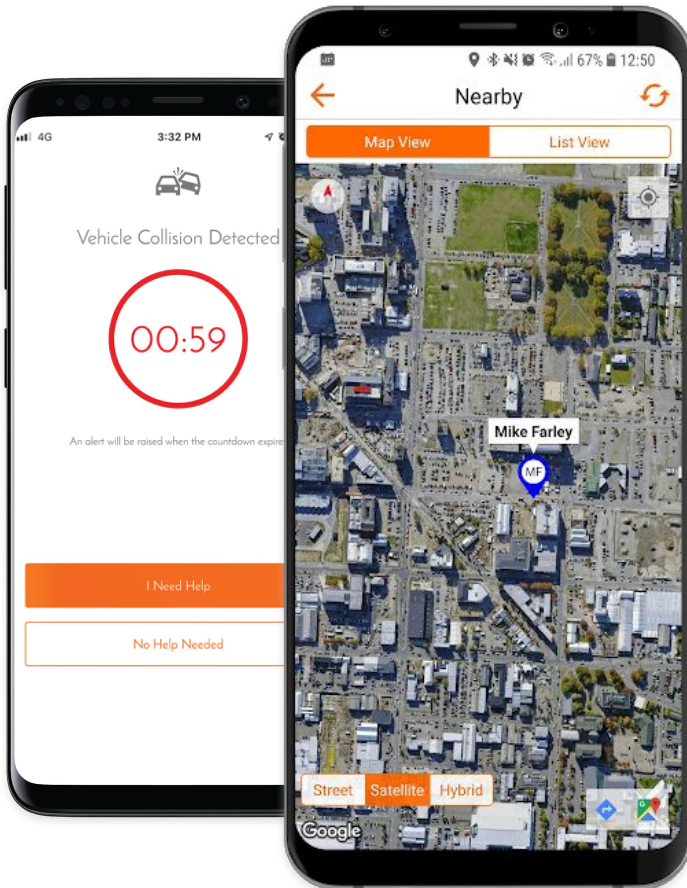 4G
3:32 PM
Vehicle Collision Detected
00:59
An alert will be raised when the countdown expire
I Need Help
No Help Needed
67%
12:50
Nearby
Map View
List View
Mike Farley
MF
Street
Satellite
Hybrid
Google
G